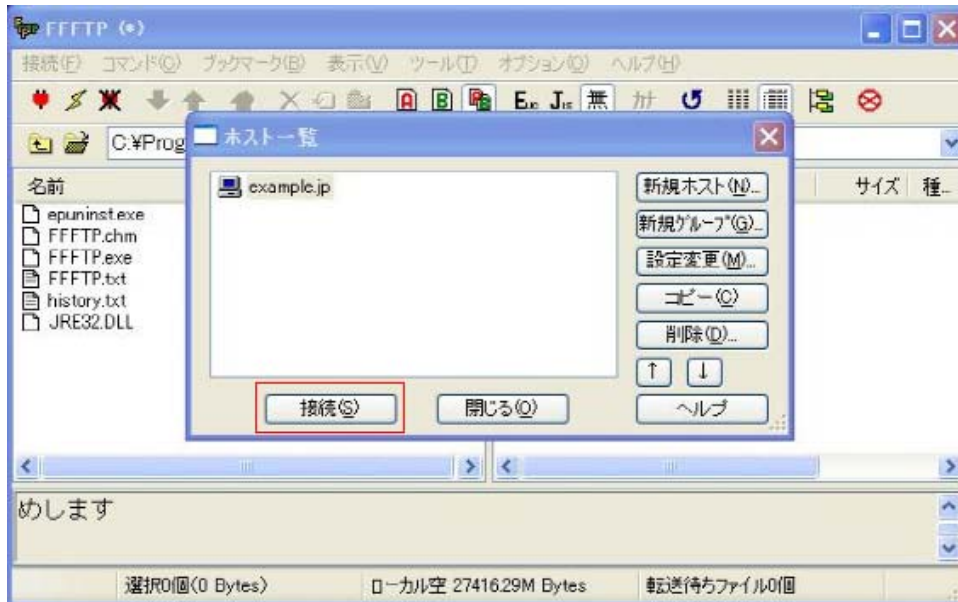 FFFTP (*)
接続(F) コマンド(C) ブックマーク(B) 表示(V) ツール(T) オプション(O) ヘルプ(H)
A B Euc Jis 無 カナ
C:¥Prog
ホスト一覧
名前
サイズ 種...
epuninst.exe
FFFTP.chm
FFFTP.exe
FFFTP.txt
history.txt
JRE32.DLL
example.jp
新規ホスト(N)...
新規グループ(G)...
設定変更(M)...
コピー(C)
削除(D)...
↑ ↓
接続(S) 閉じる(O) ヘルプ
めします
選択0個(0 Bytes) ローカル空 27416.29M Bytes 転送待ちファイル0個